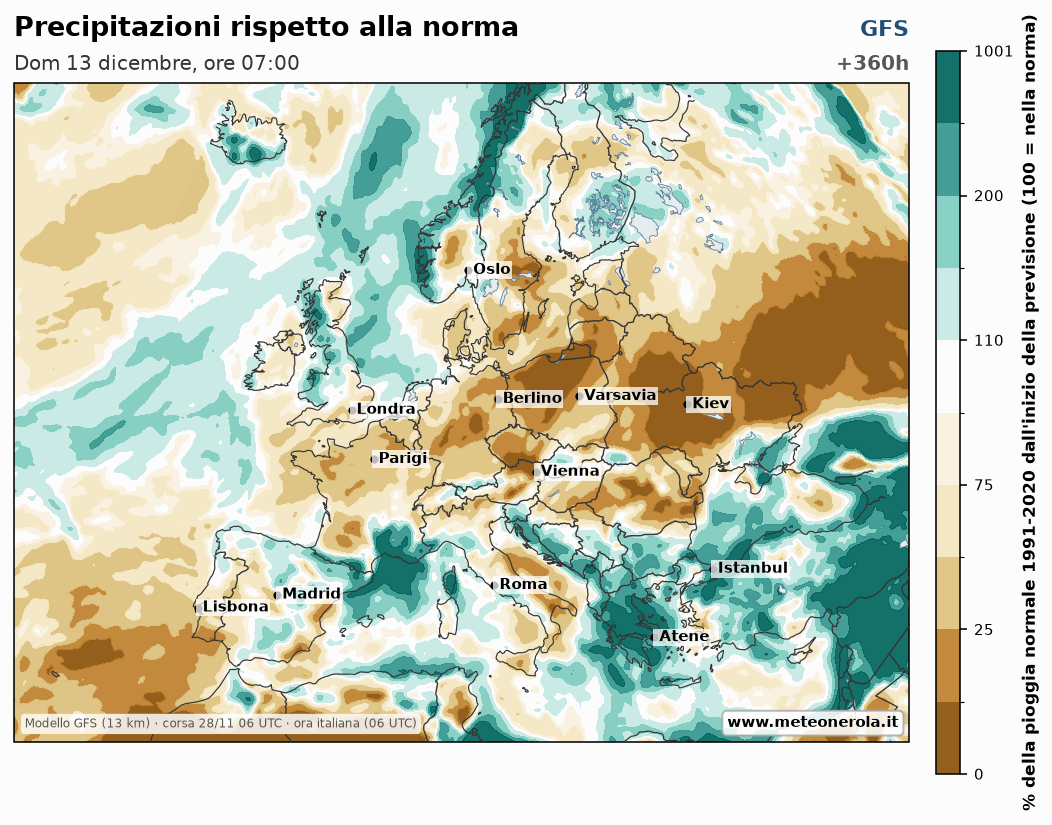 Precipitazioni rispetto alla norma
GFS
Dom 13 dicembre, ore 07:00
+360h
Oslo
Berlino
Varsavia
Kiev
Londra
Parigi
Vienna
Istanbul
Roma
Madrid
Lisbona
Atene
Modello GFS (13 km) · corsa 28/11 06 UTC · ora italiana (06 UTC)
www.meteonerola.it
1001
200
110
75
25
0
% della pioggia normale 1991-2020 dall'inizio della previsione (100 = nella norma)